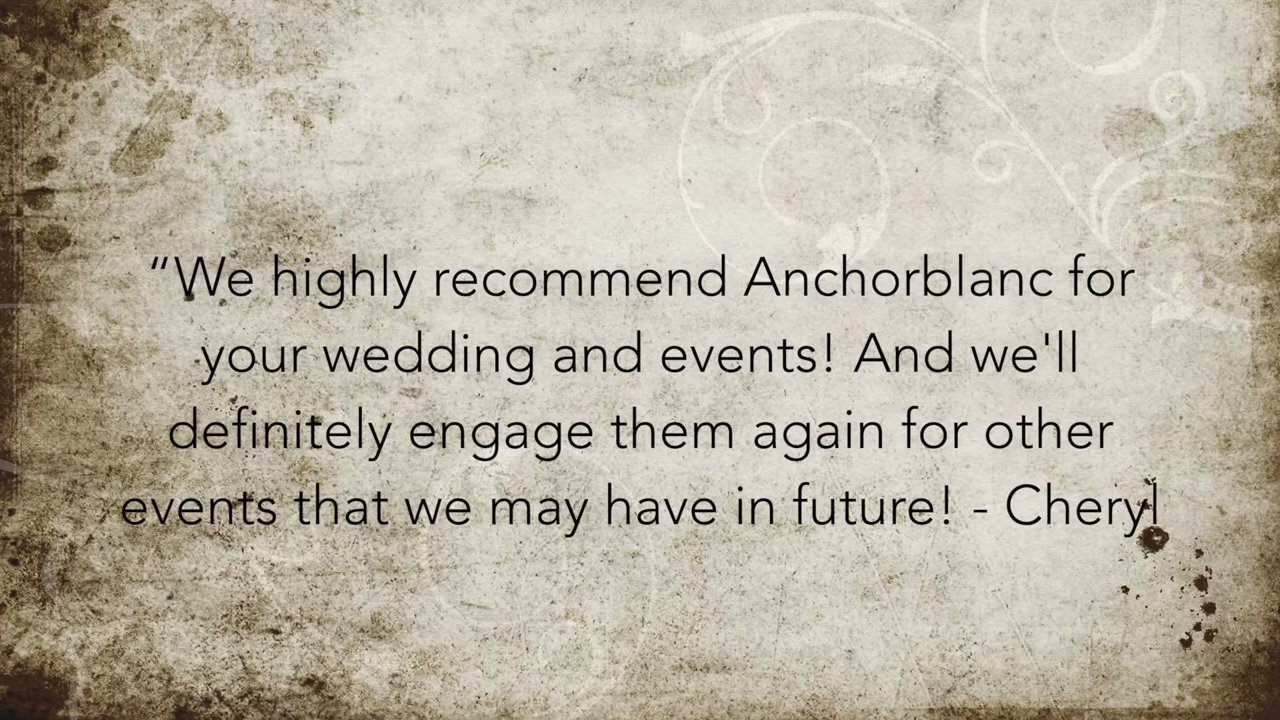 “We highly recommend Anchorblanc for
your wedding and events! And we'll
definitely engage them again for other
events that we may have in future! - Cheryl